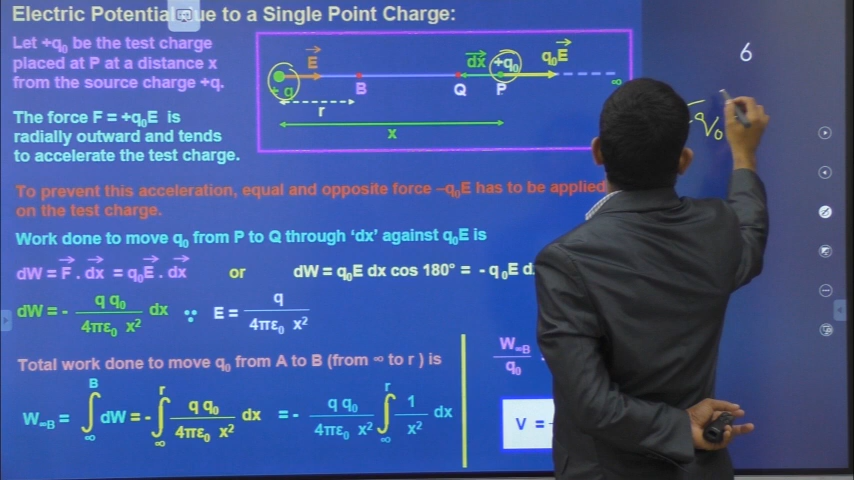 Electric Potential Due to a Single Point Charge:
Let +q₀ be the test charge
placed at P at a distance x
from the source charge +q.
The force F = +q₀E is
radially outward and tends
to accelerate the test charge.
E dx +q₀ q₀E
+ q B Q P ∞
r
x
6
-q₀
To prevent this acceleration, equal and opposite force –q₀E has to be applied
on the test charge.
Work done to move q₀ from P to Q through ‘dx’ against q₀E is
dW = F . dx = q₀E . dx or dW = q₀E dx cos 180° = - q₀E d
dW = - q q₀ / 4πε₀ x² dx ∵ E = q / 4πε₀ x²
Total work done to move q₀ from A to B (from ∞ to r ) is
W∞B = ∫∞B dW = - ∫∞r q q₀ / 4πε₀ x² dx = - q q₀ / 4πε₀ x² ∫∞r 1 / x² dx
W∞B / q₀
V =